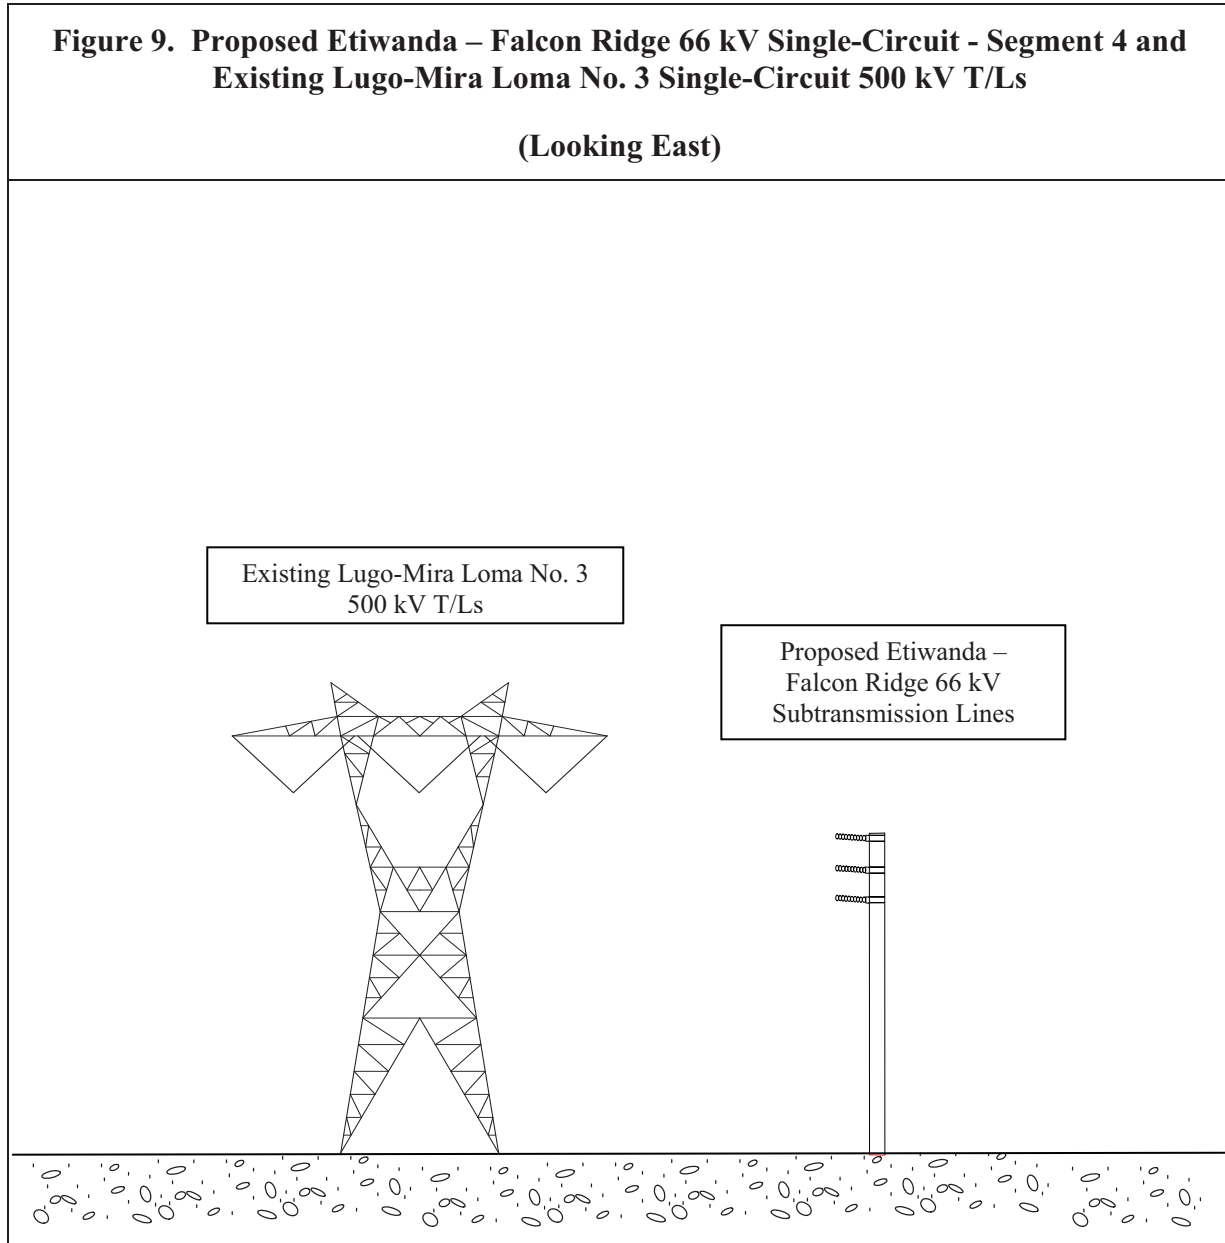 Figure 9. Proposed Etiwanda – Falcon Ridge 66 kV Single-Circuit - Segment 4 and
Existing Lugo-Mira Loma No. 3 Single-Circuit 500 kV T/Ls
(Looking East)
Existing Lugo-Mira Loma No. 3
500 kV T/Ls
Proposed Etiwanda –
Falcon Ridge 66 kV
Subtransmission Lines